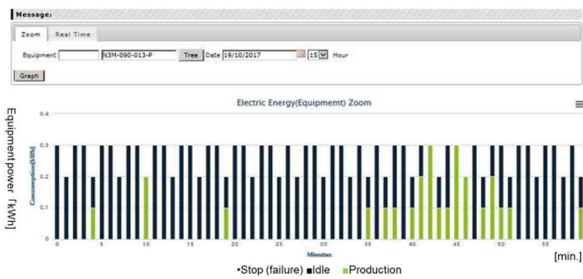 Message:
Zoom Real Time
Equipment N3M-090-013-P Tree Date 19/10/2017 15 Hour
Graph
Electric Energy(Equipmemt) Zoom
Equipment power [kWh]
Consumption[kWh]
0.4
0.3
0.2
0.1
0
0 5 10 15 20 25 30 35 40 45 50 55
Minutes
[min.]
•Stop (failure) ■Idle ■Production